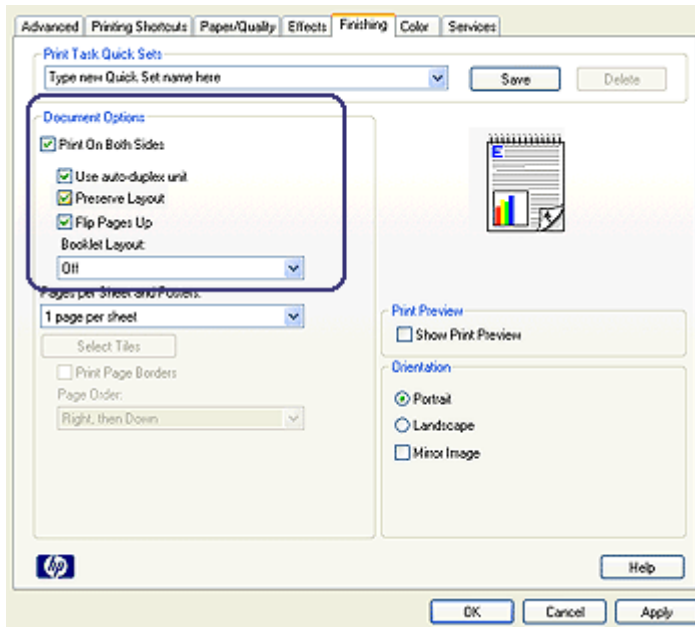 Advanced Printing Shortcuts Paper/Quality Effects Finishing Color Services
Print Task Quick Sets
Type new Quick Set name here Save Delete
Document Options
Print On Both Sides
Use auto-duplex unit
Preserve Layout
Flip Pages Up
Booklet Layout:
Off
Pages per Sheet and Posters:
1 page per sheet
Select Tiles
Print Page Borders
Page Order:
Right, then Down
E
Print Preview
Show Print Preview
Orientation
Portrait
Landscape
Mirror Image
hp
Help
OK Cancel Apply